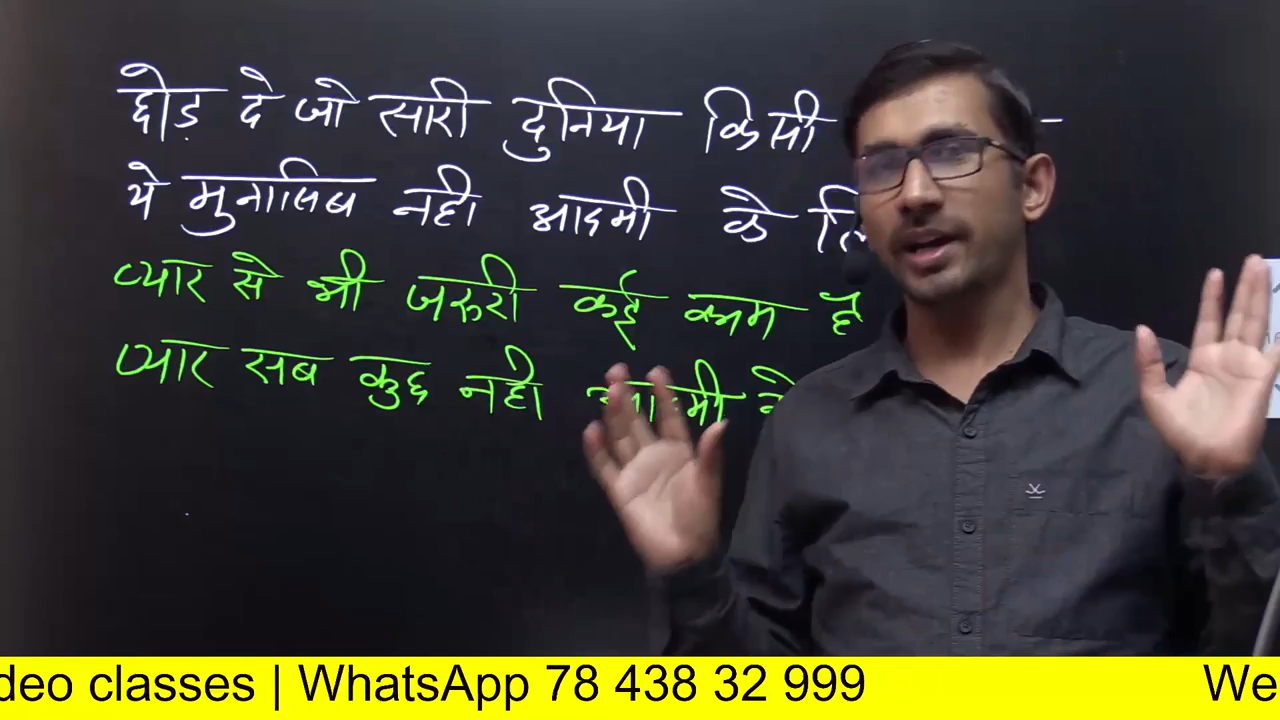 छोड़ दे जो सारी दुनिया किसी
ये मुनासिब नही आदमी के
प्यार से भी जरूरी कई काम है
प्यार सब कुछ नही
deo classes | WhatsApp 78 438 32 999
We